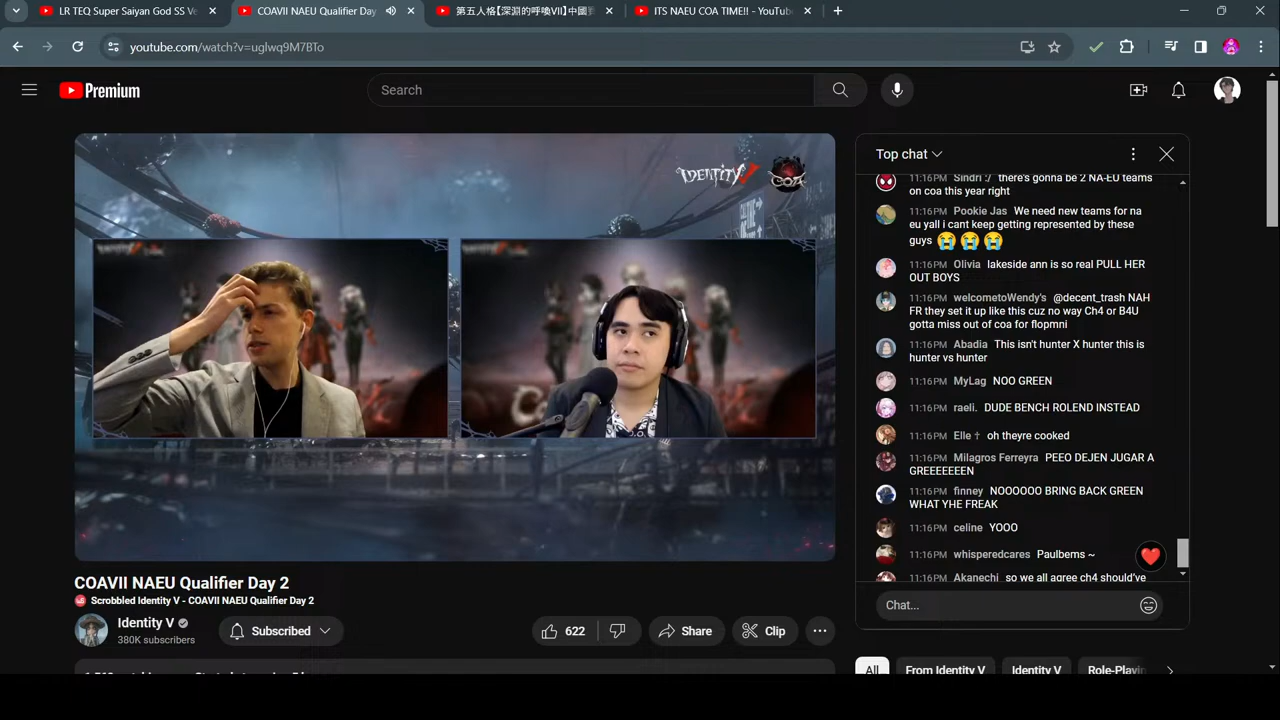 LR TEQ Super Saiyan God SS Ve
COAVII NAEU Qualifier Day
第五人格【深淵的呼喚VII】中國
ITS NAEU COA TIME!! - YouTub
youtube.com/watch?v=uglwq9M7BTo
Premium
Search
IDENTITY V
COA
Top chat
11:16PM Sindri :/ there's gonna be 2 NA-EU teams
on coa this year right
11:16PM Pookie Jas We need new teams for na
eu yall i cant keep getting represented by these
guys 😭😭😭
11:16PM Olivia lakeside ann is so real PULL HER
OUT BOYS
11:16PM welcometoWendy's @decent_trash NAH
FR they set it up like this cuz no way Ch4 or B4U
gotta miss out of coa for flopmni
11:16PM Abadia This isn't hunter X hunter this is
hunter vs hunter
11:16PM MyLag NOO GREEN
11:16PM raeli. DUDE BENCH ROLEND INSTEAD
11:16PM Elle † oh theyre cooked
11:16PM Milagros Ferreyra PEEO DEJEN JUGAR A
GREEEEEEN
11:16PM finney NOOOOOO BRING BACK GREEN
WHAT YHE FREAK
11:16PM celine YOOO
11:16PM whisperedcares Paulbems ~
11:16PM Akanechi so we all agree ch4 should've
Chat...
COAVII NAEU Qualifier Day 2
Scrobbled Identity V - COAVII NAEU Qualifier Day 2
Identity V
380K subscribers
Subscribed
622
Share
Clip
All
From Identity V
Identity V
Role-Playin